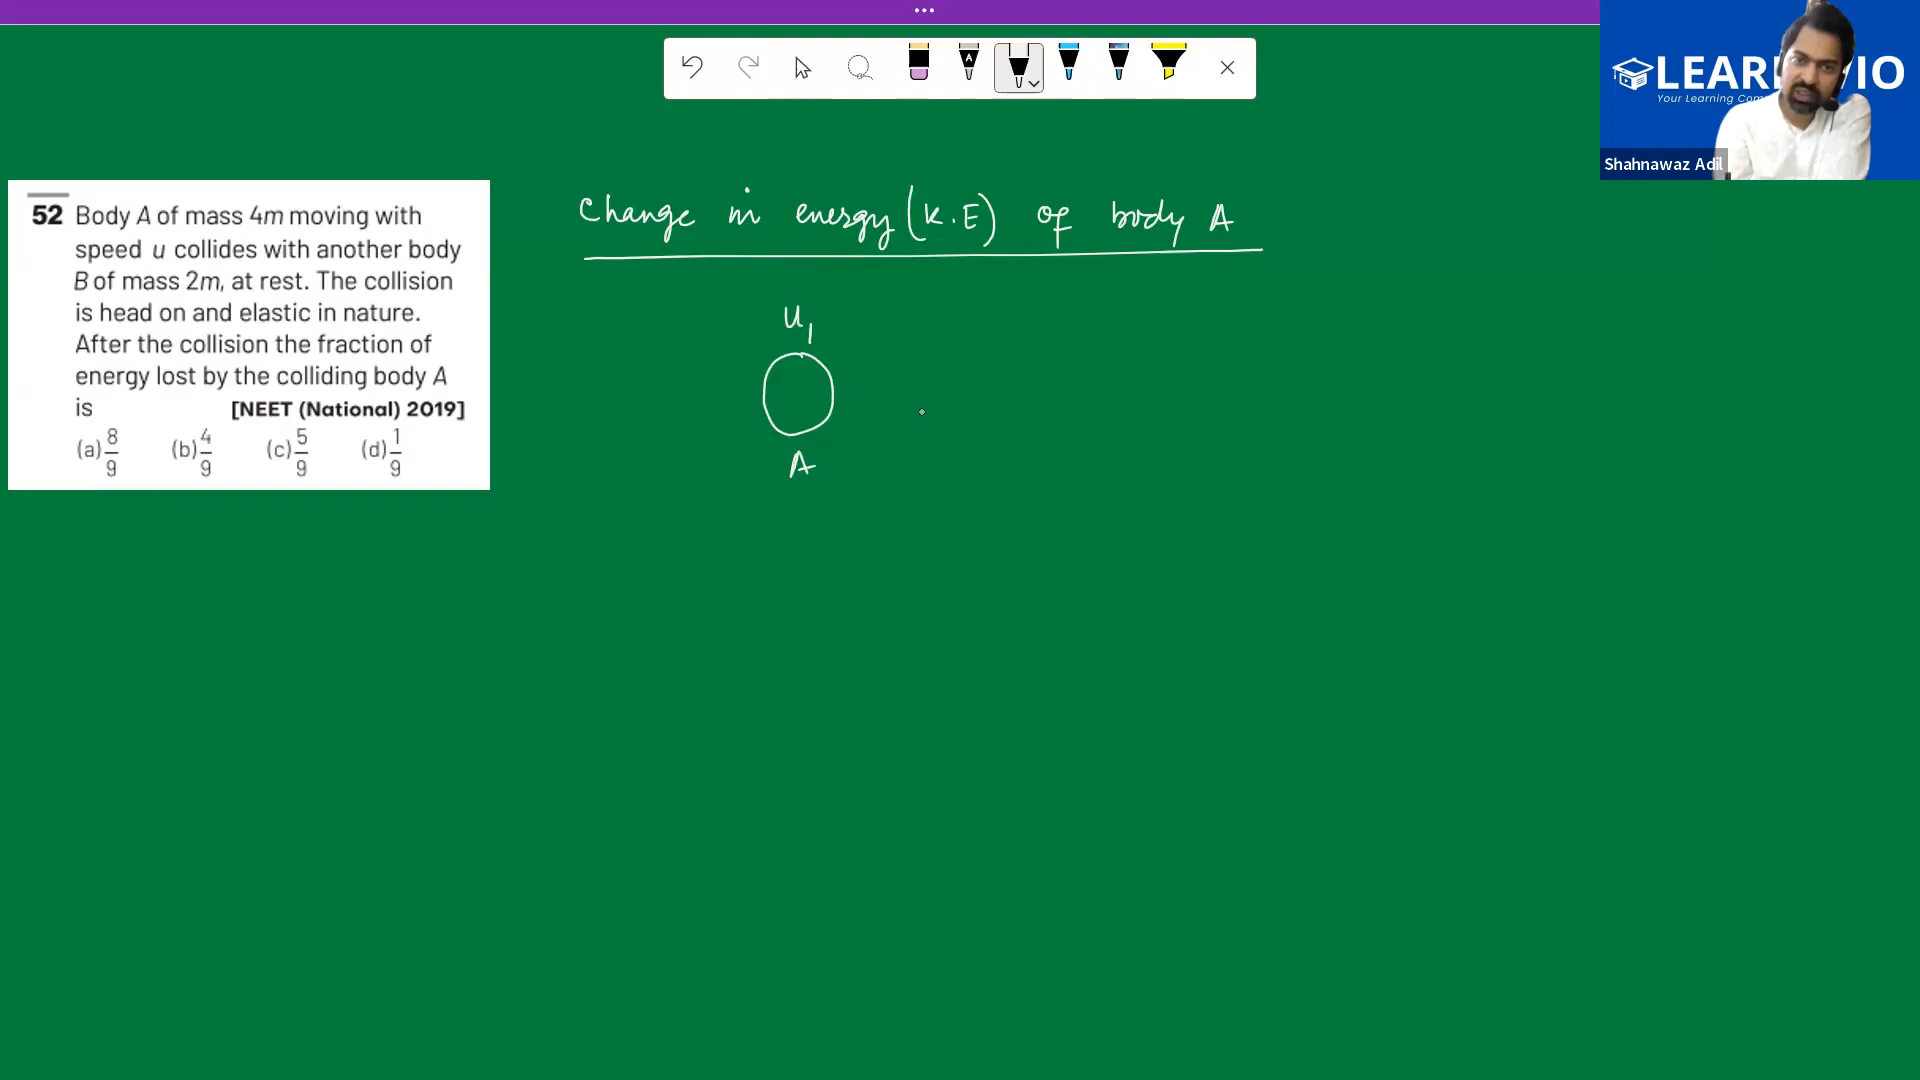 ...
LEAR IO
Your Learning Com
Shahnawaz Adil
52 Body A of mass 4m moving with
speed u collides with another body
B of mass 2m, at rest. The collision
is head on and elastic in nature.
After the collision the fraction of
energy lost by the colliding body A
is [NEET (National) 2019]
(a) 8/9 (b) 4/9 (c) 5/9 (d) 1/9
Change in energy (K.E) of body A
u₁
A